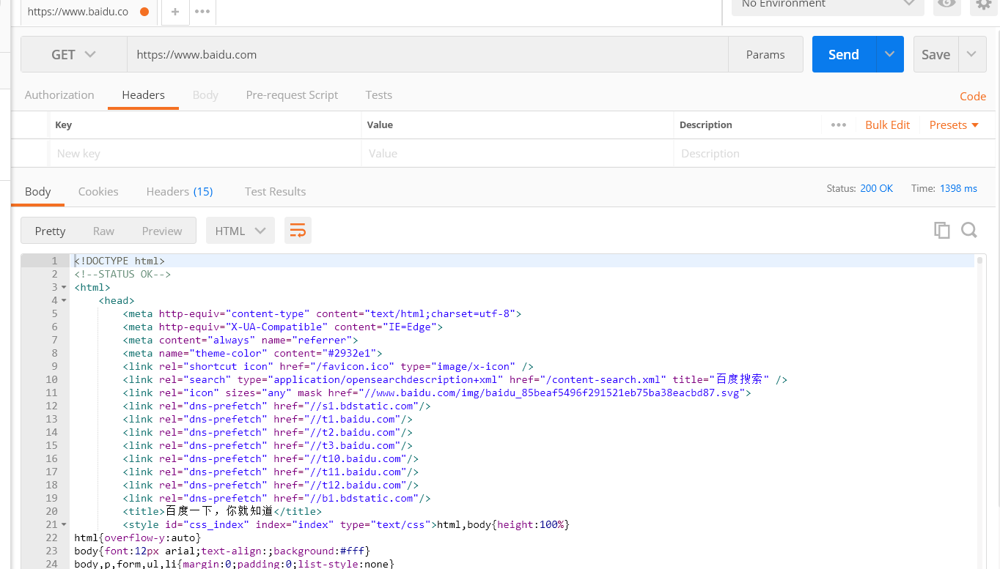 https://www.baidu.co + ••• No Environment
GET https://www.baidu.com Params Send Save
Authorization Headers Body Pre-request Script Tests Code
Key Value Description ••• Bulk Edit Presets
New key Value Description
Body Cookies Headers (15) Test Results Status: 200 OK Time: 1398 ms
Pretty Raw Preview HTML
1 <!DOCTYPE html>
2 <!--STATUS OK-->
3 <html>
4 <head>
5 <meta http-equiv="content-type" content="text/html;charset=utf-8">
6 <meta http-equiv="X-UA-Compatible" content="IE=Edge">
7 <meta content="always" name="referrer">
8 <meta name="theme-color" content="#2932e1">
9 <link rel="shortcut icon" href="/favicon.ico" type="image/x-icon" />
10 <link rel="search" type="application/opensearchdescription+xml" href="/content-search.xml" title="百度搜索" />
11 <link rel="icon" sizes="any" mask href="//www.baidu.com/img/baidu_85beaf5496f291521eb75ba38eacbd87.svg">
12 <link rel="dns-prefetch" href="//s1.bdstatic.com"/>
13 <link rel="dns-prefetch" href="//t1.baidu.com"/>
14 <link rel="dns-prefetch" href="//t2.baidu.com"/>
15 <link rel="dns-prefetch" href="//t3.baidu.com"/>
16 <link rel="dns-prefetch" href="//t10.baidu.com"/>
17 <link rel="dns-prefetch" href="//t11.baidu.com"/>
18 <link rel="dns-prefetch" href="//t12.baidu.com"/>
19 <link rel="dns-prefetch" href="//b1.bdstatic.com"/>
20 <title>百度一下，你就知道</title>
21 <style id="css_index" index="index" type="text/css">html,body{height:100%}
22 html{overflow-y:auto}
23 body{font:12px arial;text-align:;background:#fff}
24 body,p,form,ul,li{margin:0;padding:0;list-style:none}